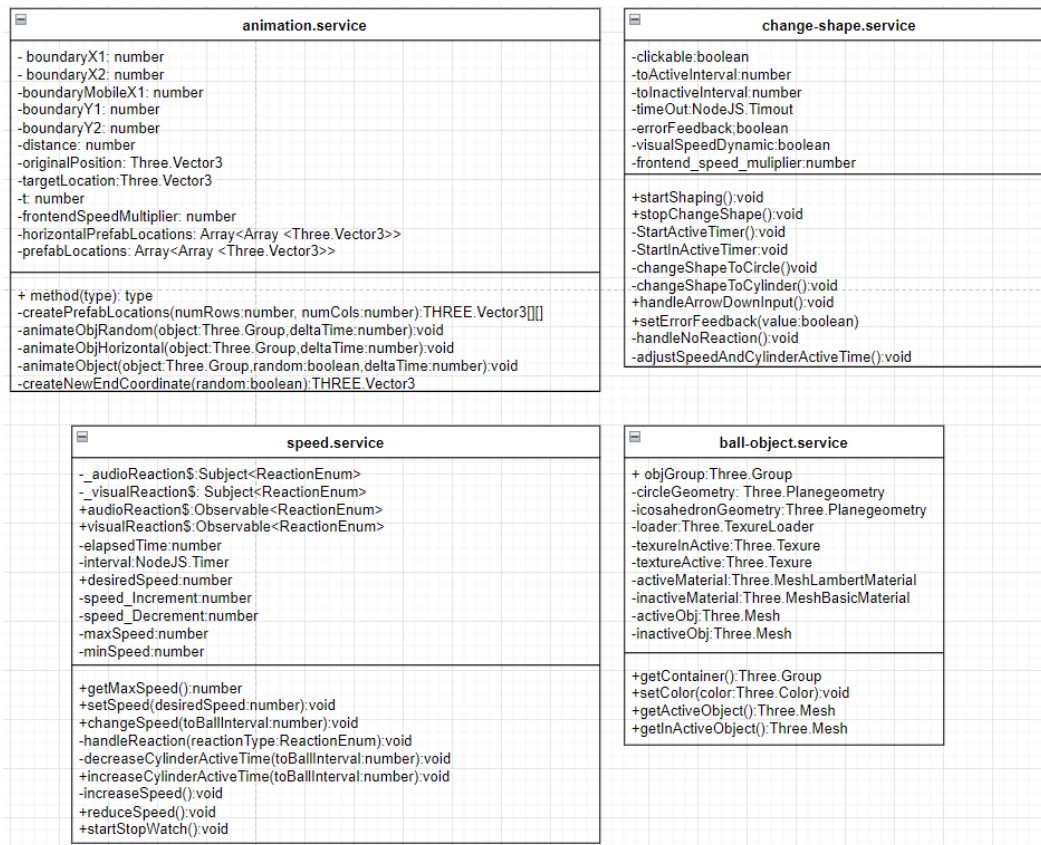 animation.service
- boundaryX1: number
- boundaryX2: number
-boundaryMobileX1: number
-boundaryY1: number
-boundaryY2: number
-distance: number
-originalPosition: Three.Vector3
-targetLocation:Three.Vector3
-t: number
-frontendSpeedMultiplier: number
-horizontalPrefabLocations: Array<Array <Three.Vector3>>
-prefabLocations: Array<Array <Three.Vector3>>
+ method(type): type
-createPrefabLocations(numRows:number, numCols:number):THREE.Vector3[][]
-animateObjRandom(object:Three.Group,deltaTime:number):void
-animateObjHorizontal(object:Three.Group,deltaTime:number):void
-animateObject(object:Three.Group,random:boolean,deltaTime:number):void
-createNewEndCoordinate(random:boolean):THREE.Vector3
change-shape.service
-clickable:boolean
-toActiveInterval:number
-toInactiveInterval:number
-timeOut:NodeJS.Timout
-errorFeedback;boolean
-visualSpeedDynamic:boolean
-frontend_speed_muliplier:number
+startShaping():void
+stopChangeShape():void
-StartActiveTimer():void
-StartInActiveTimer:void
-changeShapeToCircle()void
-changeShapeToCylinder():void
+handleArrowDownInput():void
+setErrorFeedback(value:boolean)
-handleNoReaction():void
-adjustSpeedAndCylinderActiveTime():void
speed.service
-_audioReaction$:Subject<ReactionEnum>
-_visualReaction$: Subject<ReactionEnum>
+audioReaction$:Observable<ReactionEnum>
+visualReaction$:Observable<ReactionEnum>
-elapsedTime:number
-interval:NodeJS.Timer
+desiredSpeed:number
-speed_Increment:number
-speed_Decrement:number
-maxSpeed:number
-minSpeed:number
+getMaxSpeed():number
+setSpeed(desiredSpeed:number):void
+changeSpeed(toBallInterval:number):void
-handleReaction(reactionType:ReactionEnum):void
-decreaseCylinderActiveTime(toBallInterval:number):void
+increaseCylinderActiveTime(toBallInterval:number):void
-increaseSpeed():void
+reduceSpeed():void
+startStopWatch():void
ball-object.service
+ objGroup:Three.Group
-circleGeometry: Three.Planegeometry
-icosahedronGeometry:Three.Planegeometry
-loader:Three.TexureLoader
-texureInActive:Three.Texure
-textureActive:Three.Texure
-activeMaterial:Three.MeshLambertMaterial
-inactiveMaterial:Three.MeshBasicMaterial
-activeObj:Three.Mesh
-inactiveObj:Three.Mesh
+getContainer():Three.Group
+setColor(color:Three.Color):void
+getActiveObject():Three.Mesh
+getInActiveObject():Three.Mesh